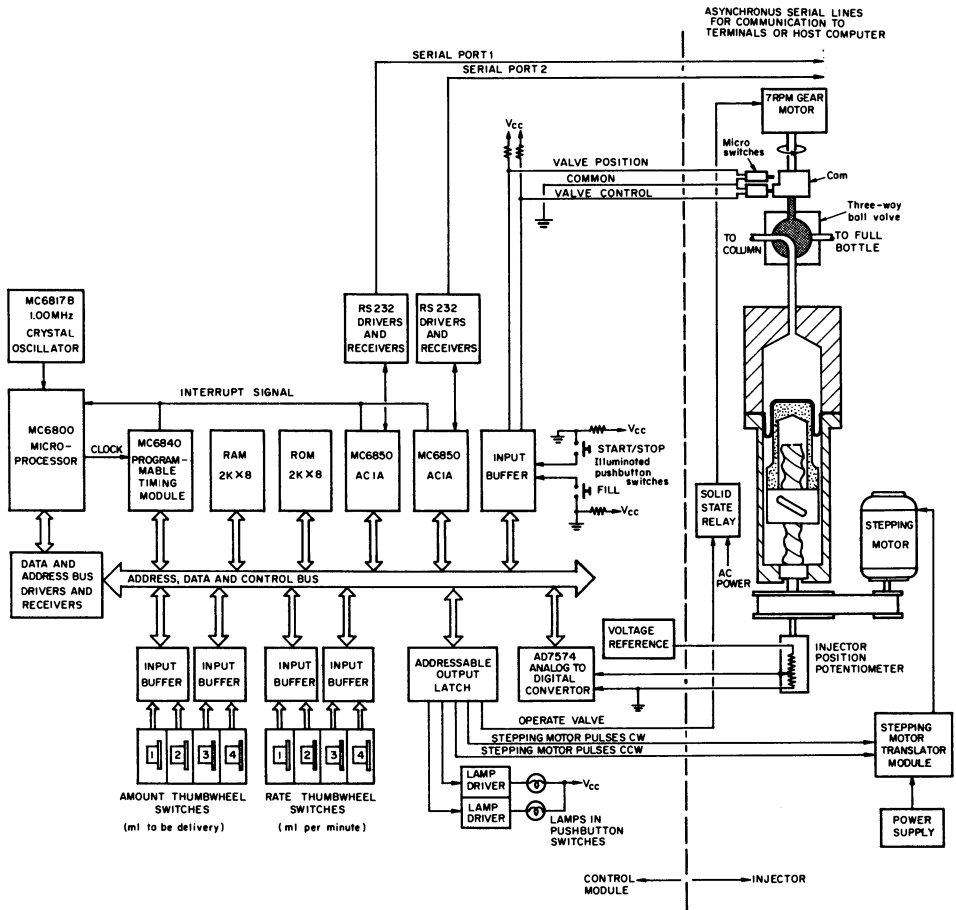 ASYNCHRONUS SERIAL LINES
FOR COMMUNICATION TO
TERMINALS OR HOST COMPUTER
SERIAL PORT 1
SERIAL PORT 2
7RPM GEAR
MOTOR
Vcc
Micro
switches
VALVE POSITION
COMMON
VALVE CONTROL
Cam
Three-way
ball valve
TO
COLUMN
TO FULL
BOTTLE
MC6817B
1.00MHz
CRYSTAL
OSCILLATOR
RS232
DRIVERS
AND
RECEIVERS
RS232
DRIVERS
AND
RECEIVERS
INTERRUPT SIGNAL
MC6800
MICRO-
PROCESSOR
CLOCK
MC6840
PROGRAM-
MABLE
TIMING
MODULE
RAM
2K X 8
ROM
2K X 8
MC6850
ACIA
MC6850
ACIA
INPUT
BUFFER
Vcc
START/STOP
Illuminated
pushbutton
switches
FILL
Vcc
SOLID
STATE
RELAY
AC
POWER
STEPPING
MOTOR
DATA AND
ADDRESS BUS
DRIVERS AND
RECEIVERS
ADDRESS, DATA AND CONTROL BUS
INPUT
BUFFER
INPUT
BUFFER
INPUT
BUFFER
INPUT
BUFFER
ADDRESSABLE
OUTPUT
LATCH
AD7574
ANALOG TO
DIGITAL
CONVERTOR
VOLTAGE
REFERENCE
INJECTOR
POSITION
POTENTIOMETER
OPERATE VALVE
STEPPING MOTOR PULSES CW
STEPPING MOTOR PULSES CCW
STEPPING
MOTOR
TRANSLATOR
MODULE
1 2 3 4
1 2 3 4
AMOUNT THUMBWHEEL
SWITCHES
(ml to be delivery)
RATE THUMBWHEEL
SWITCHES
(ml per minute)
LAMP
DRIVER
LAMP
DRIVER
Vcc
LAMPS IN
PUSHBUTTON
SWITCHES
POWER
SUPPLY
CONTROL
MODULE
INJECTOR